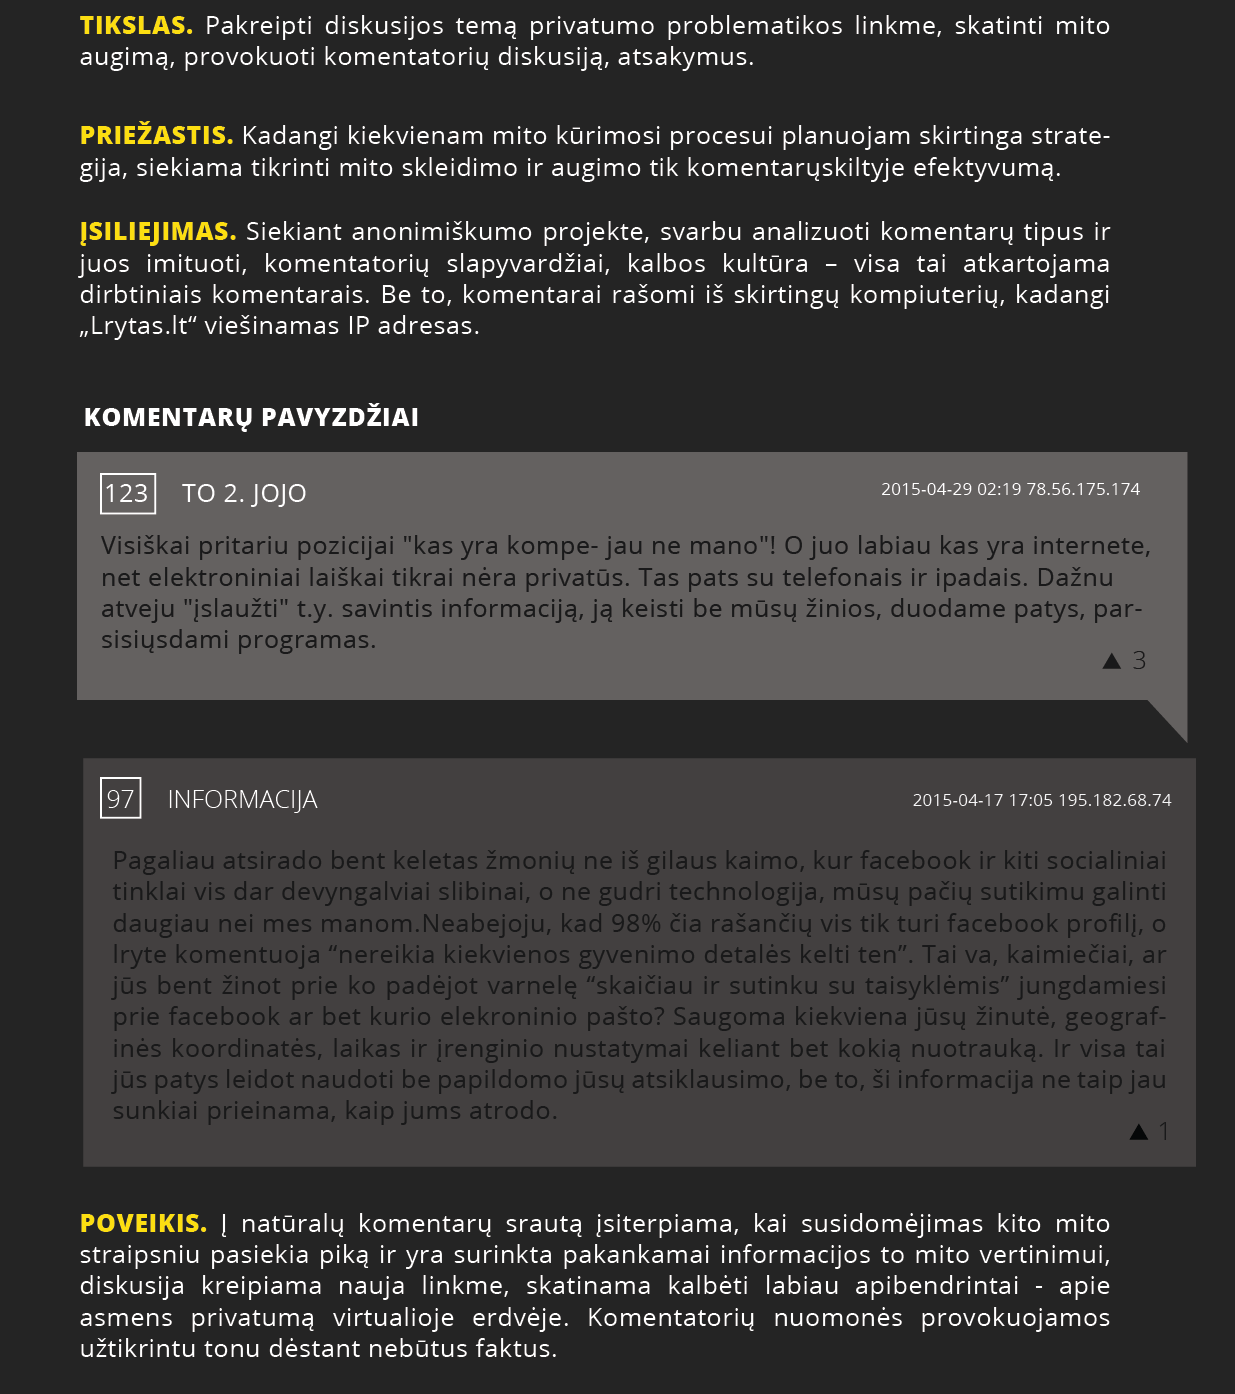 TIKSLAS. Pakreipti diskusijos temą privatumo problematikos linkme, skatinti mito
augimą, provokuoti komentatorių diskusiją, atsakymus.
PRIEŽASTIS. Kadangi kiekvienam mito kūrimosi procesui planuojam skirtinga strate-
gija, siekiama tikrinti mito skleidimo ir augimo tik komentarųskiltyje efektyvumą.
ĮSILIEJIMAS. Siekiant anonimiškumo projekte, svarbu analizuoti komentarų tipus ir
juos imituoti, komentatorių slapyvardžiai, kalbos kultūra – visa tai atkartojama
dirbtiniais komentarais. Be to, komentarai rašomi iš skirtingų kompiuterių, kadangi
„Lrytas.lt“ viešinamas IP adresas.
KOMENTARŲ PAVYZDŽIAI
123 TO 2. JOJO 2015-04-29 02:19 78.56.175.174
Visiškai pritariu pozicijai "kas yra kompe- jau ne mano"! O juo labiau kas yra internete,
net elektroniniai laiškai tikrai nėra privatūs. Tas pats su telefonais ir ipadais. Dažnu
atveju "įslaužti" t.y. savintis informaciją, ją keisti be mūsų žinios, duodame patys, par-
sisiųsdami programas.
▲ 3
97 INFORMACIJA 2015-04-17 17:05 195.182.68.74
Pagaliau atsirado bent keletas žmonių ne iš gilaus kaimo, kur facebook ir kiti socialiniai
tinklai vis dar devyngalviai slibinai, o ne gudri technologija, mūsų pačių sutikimu galinti
daugiau nei mes manom.Neabejoju, kad 98% čia rašančių vis tik turi facebook profilį, o
lryte komentuoja “nereikia kiekvienos gyvenimo detalės kelti ten”. Tai va, kaimiečiai, ar
jūs bent žinot prie ko padėjot varnelę “skaičiau ir sutinku su taisyklėmis” jungdamiesi
prie facebook ar bet kurio elekroninio pašto? Saugoma kiekviena jūsų žinutė, geograf-
inės koordinatės, laikas ir įrenginio nustatymai keliant bet kokią nuotrauką. Ir visa tai
jūs patys leidot naudoti be papildomo jūsų atsiklausimo, be to, ši informacija ne taip jau
sunkiai prieinama, kaip jums atrodo.
▲ 1
POVEIKIS. Į natūralų komentarų srautą įsiterpiama, kai susidomėjimas kito mito
straipsniu pasiekia piką ir yra surinkta pakankamai informacijos to mito vertinimui,
diskusija kreipiama nauja linkme, skatinama kalbėti labiau apibendrintai - apie
asmens privatumą virtualioje erdvėje. Komentatorių nuomonės provokuojamos
užtikrintu tonu dėstant nebūtus faktus.